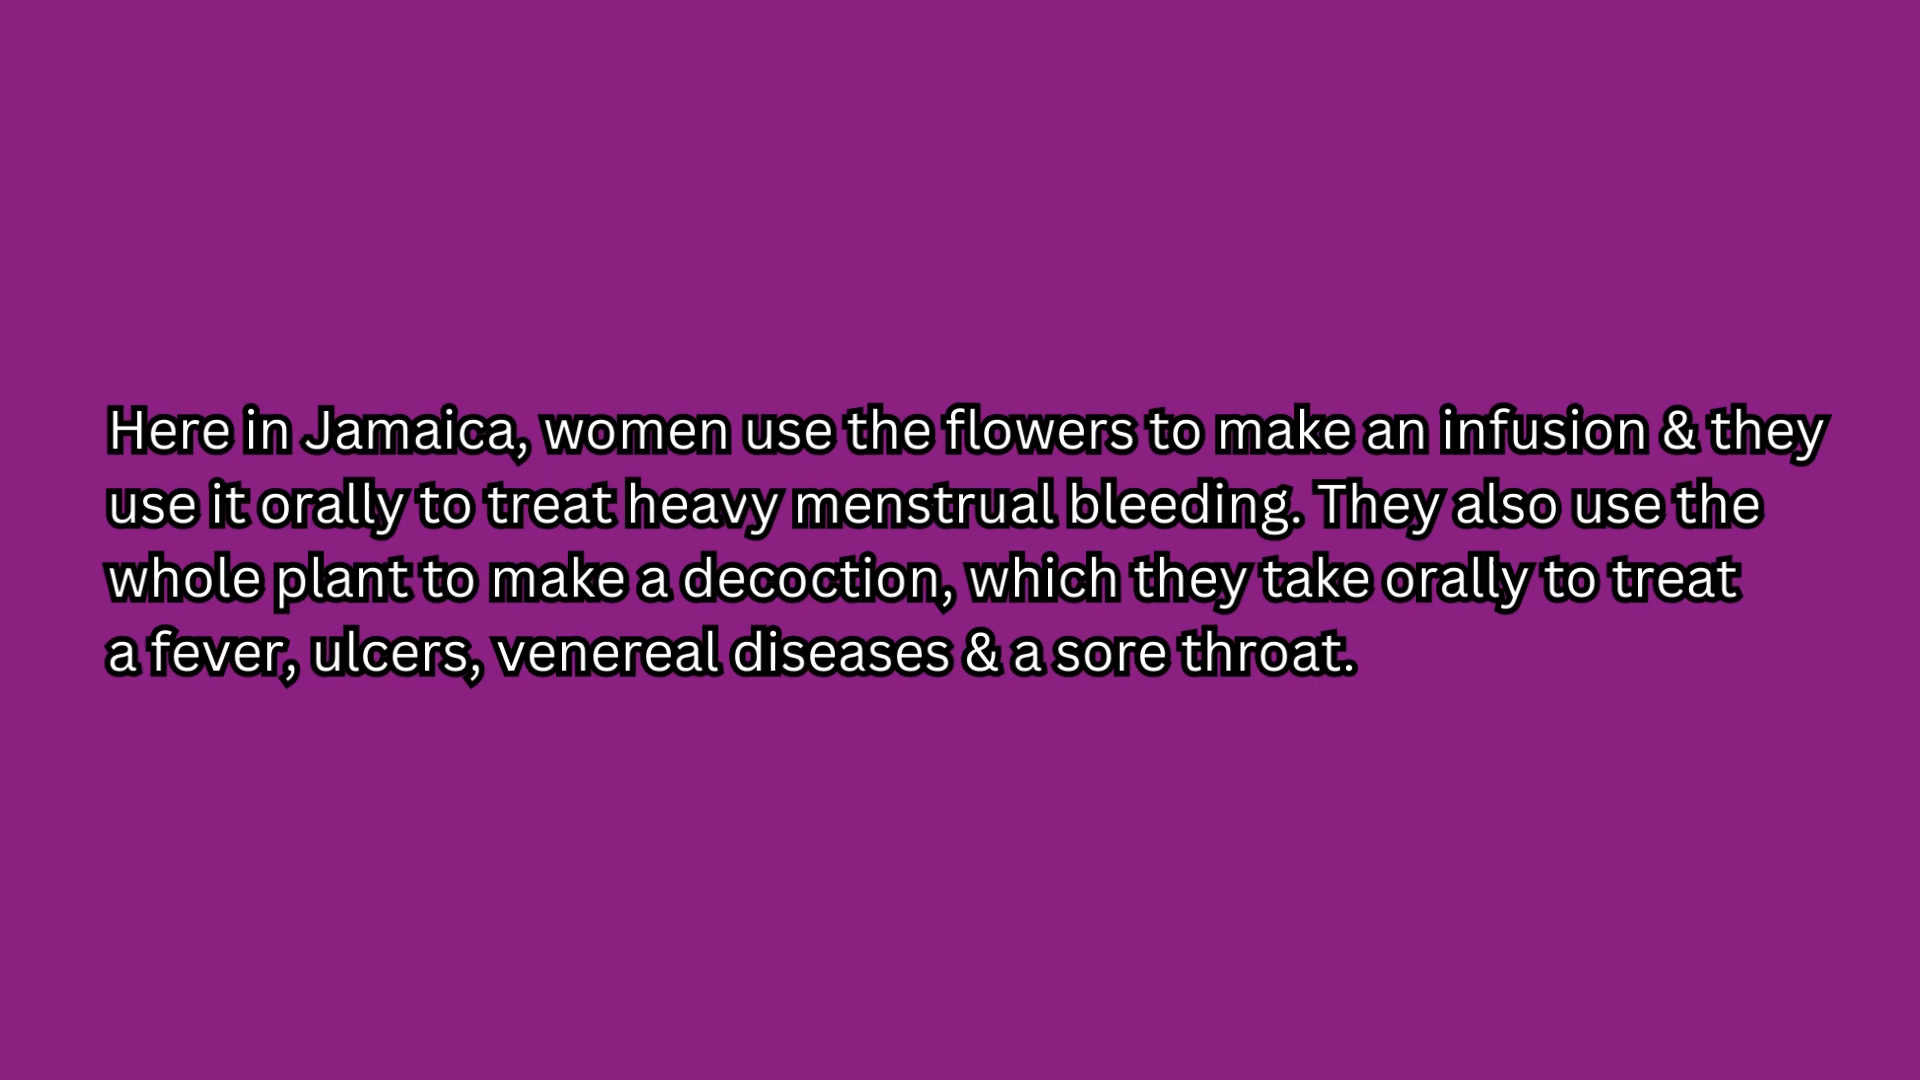 Here in Jamaica, women use the flowers to make an infusion & they
use it orally to treat heavy menstrual bleeding. They also use the
whole plant to make a decoction, which they take orally to treat
a fever, ulcers, venereal diseases & a sore throat.